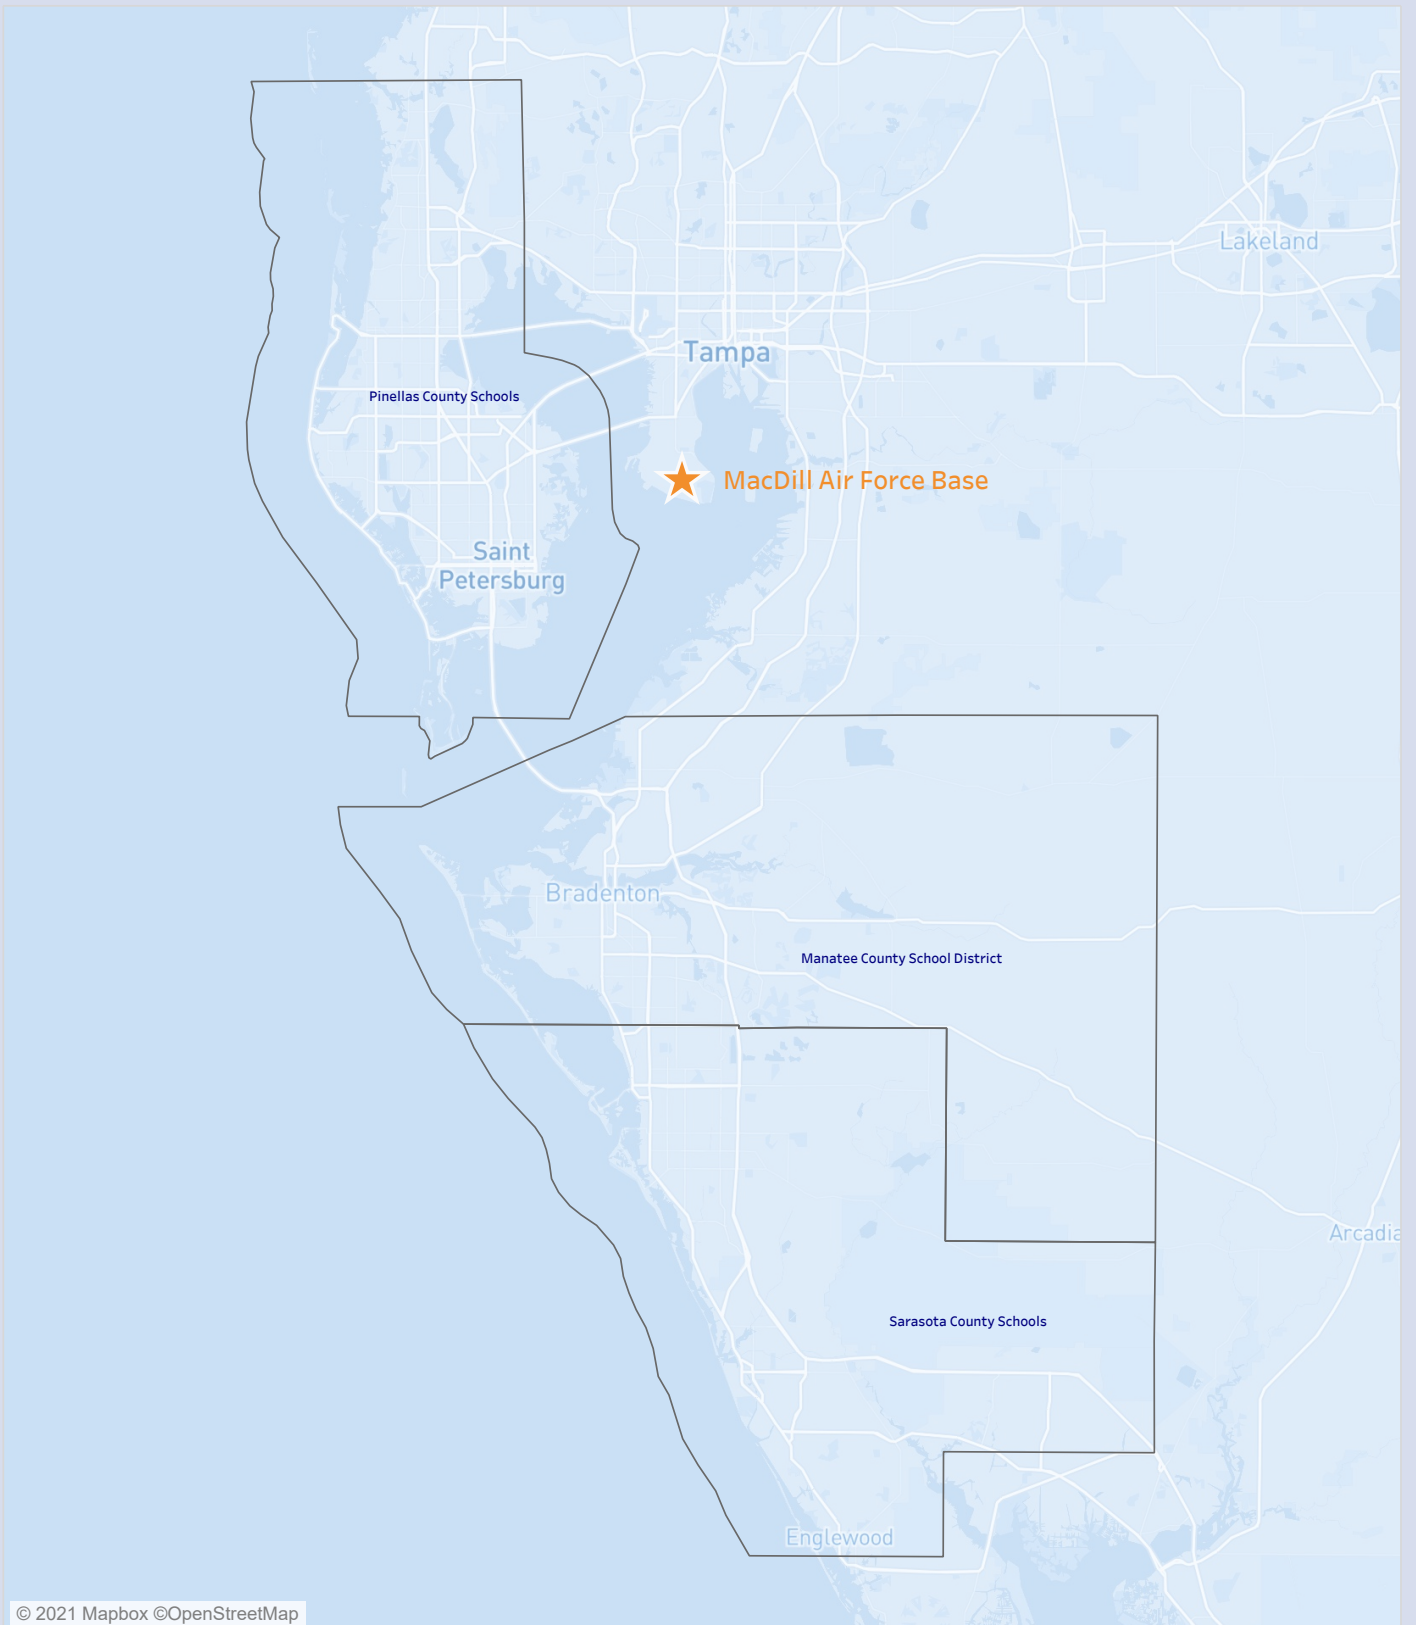 Lakeland
Tampa
Pinellas County Schools
MacDill Air Force Base
Saint
Petersburg
Bradenton
Manatee County School District
Arcadia
Sarasota County Schools
Englewood
© 2021 Mapbox ©OpenStreetMap